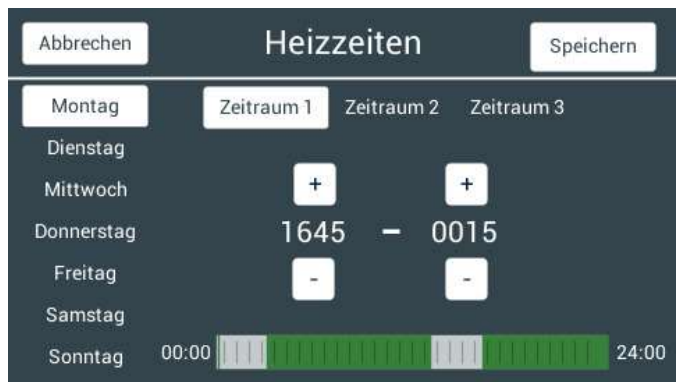 Abbrechen Heizzeiten Speichern
Montag Zeitraum 1 Zeitraum 2 Zeitraum 3
Dienstag
Mittwoch + +
Donnerstag 1645 – 0015
Freitag - -
Samstag
Sonntag 00:00 24:00